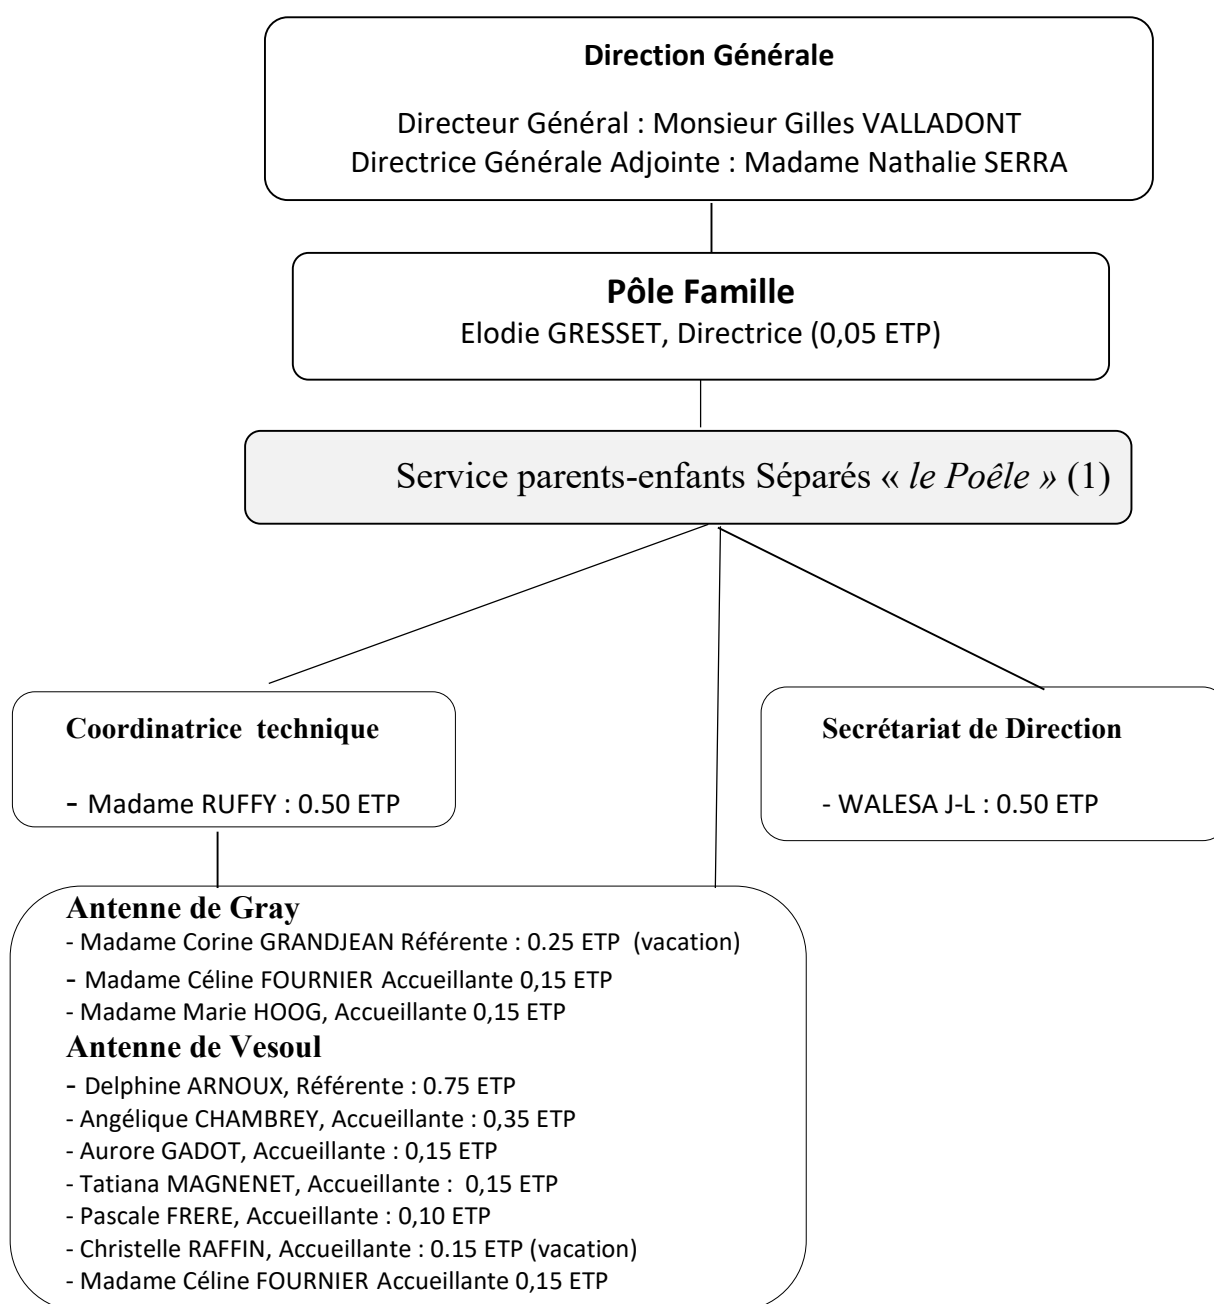 Direction Générale
Directeur Général : Monsieur Gilles VALLADONT
Directrice Générale Adjointe : Madame Nathalie SERRA
Pôle Famille
Elodie GRESSET, Directrice (0,05 ETP)
Service parents-enfants Séparés « le Poêle » (1)
Coordinatrice technique
- Madame RUFFY : 0.50 ETP
Secrétariat de Direction
- WALESA J-L : 0.50 ETP
Antenne de Gray
- Madame Corine GRANDJEAN Référente : 0.25 ETP (vacation)
- Madame Céline FOURNIER Accueillante 0,15 ETP
- Madame Marie HOOG, Accueillante 0,15 ETP
Antenne de Vesoul
- Delphine ARNOUX, Référente : 0.75 ETP
- Angélique CHAMBREY, Accueillante : 0,35 ETP
- Aurore GADOT, Accueillante : 0,15 ETP
- Tatiana MAGNENET, Accueillante : 0,15 ETP
- Pascale FRERE, Accueillante : 0,10 ETP
- Christelle RAFFIN, Accueillante : 0.15 ETP (vacation)
- Madame Céline FOURNIER Accueillante 0,15 ETP